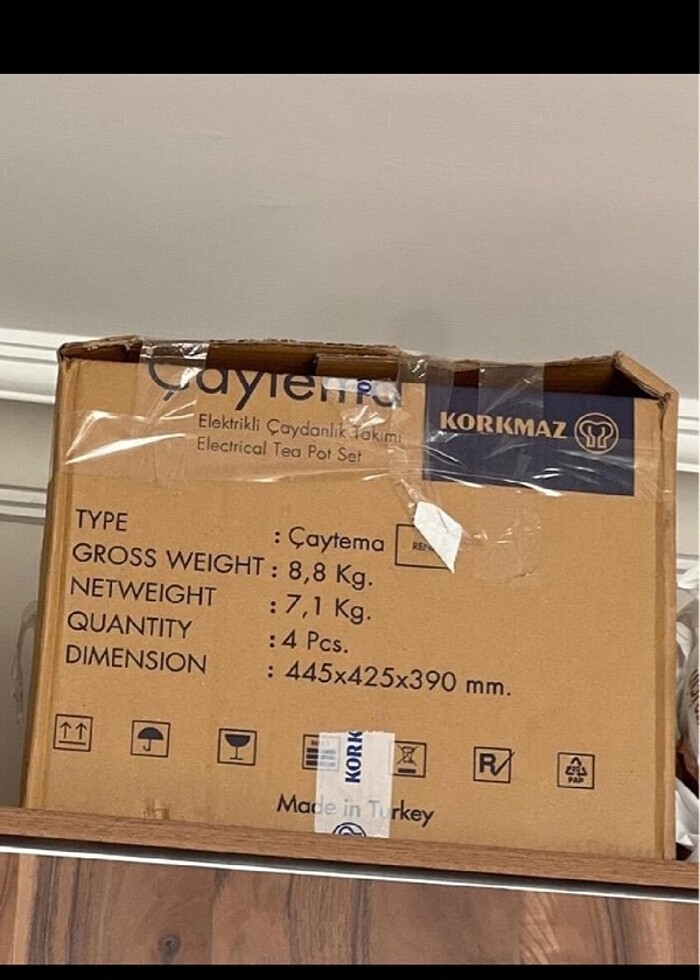 Çaytema
Elektrikli Çaydanlık Takımı
Electrical Tea Pot Set
KORKMAZ
TYPE : Çaytema
GROSS WEIGHT : 8,8 Kg.
NETWEIGHT : 7,1 Kg.
QUANTITY : 4 Pcs.
DIMENSION : 445x425x390 mm.
KORK
R
PAP
Made in Turkey